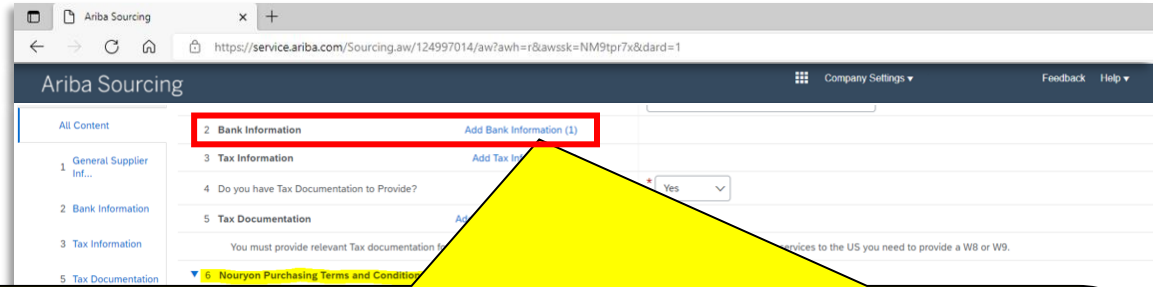 Ariba Sourcing
https://service.ariba.com/Sourcing.aw/124997014/aw?awh=r&awssk=NM9tpr7x&dard=1
Ariba Sourcing Company Settings Feedback Help
All Content
1 General Supplier Inf...
2 Bank Information
3 Tax Information
5 Tax Documentation
2 Bank Information Add Bank Information (1)
3 Tax Information Add Tax
4 Do you have Tax Documentation to Provide? * Yes
5 Tax Documentation
You must provide relevant Tax documentation services to the US you need to provide a W8 or W9.
6 Nouryon Purchasing Terms and